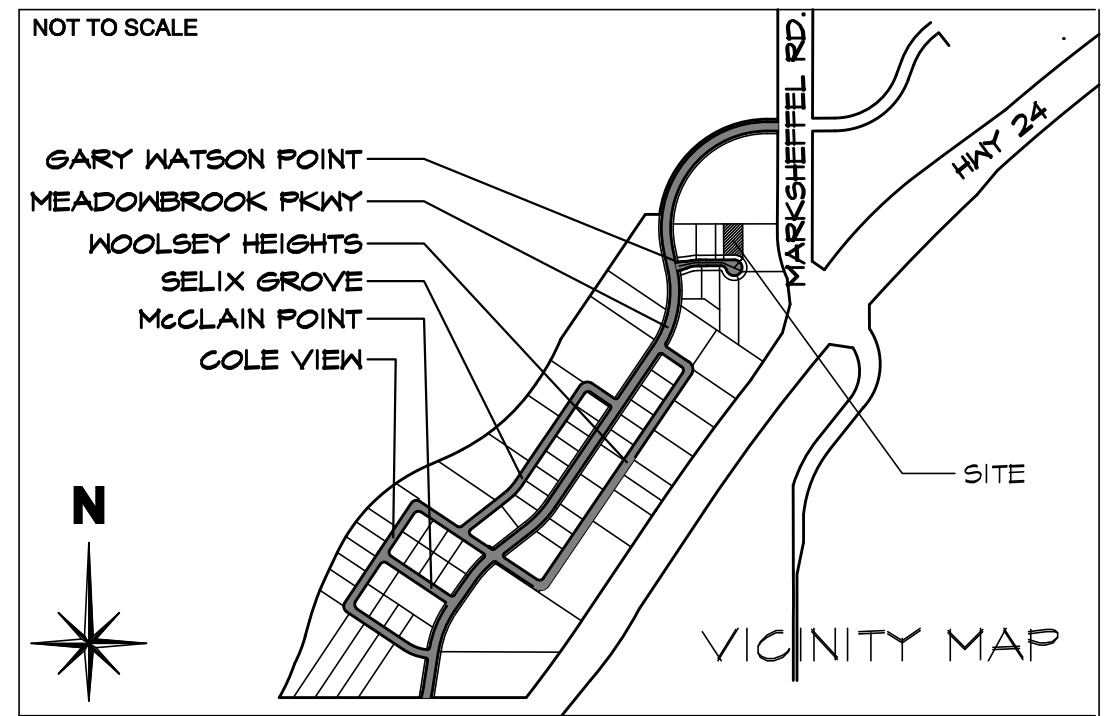 NOT TO SCALE
MARKSHEFFEL RD.
HWY 24
GARY WATSON POINT
MEADOWBROOK PKWY
WOOLSEY HEIGHTS
SELIX GROVE
McCLAIN POINT
COLE VIEW
SITE
N
VICINITY MAP